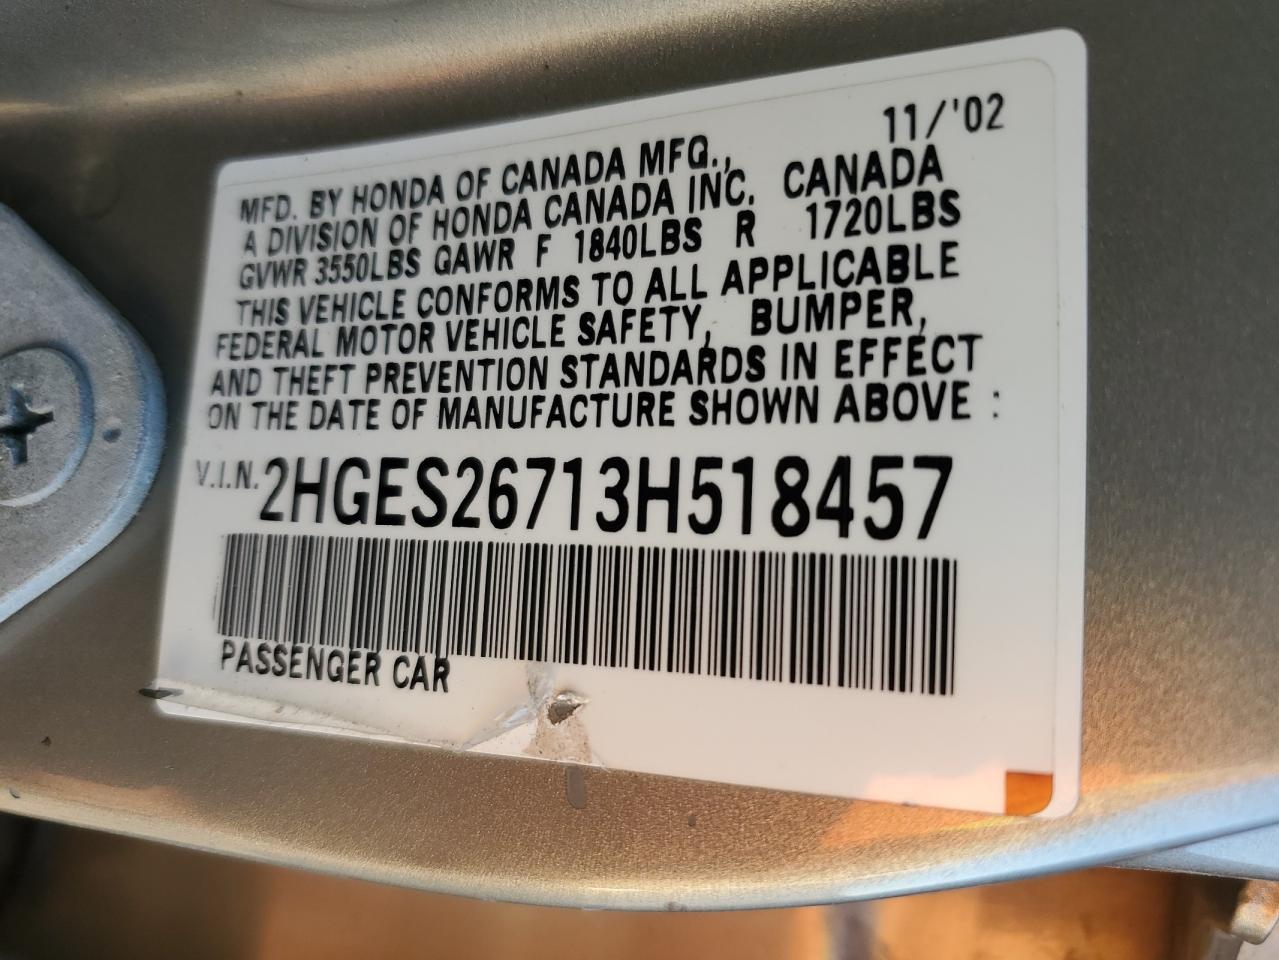 11/'02
MFD. BY HONDA OF CANADA MFG.,
A DIVISION OF HONDA CANADA INC. CANADA
GVWR 3550LBS GAWR F 1840LBS R 1720LBS
THIS VEHICLE CONFORMS TO ALL APPLICABLE
FEDERAL MOTOR VEHICLE SAFETY, BUMPER,
AND THEFT PREVENTION STANDARDS IN EFFECT
ON THE DATE OF MANUFACTURE SHOWN ABOVE :
V.I.N. 2HGES26713H518457
PASSENGER CAR